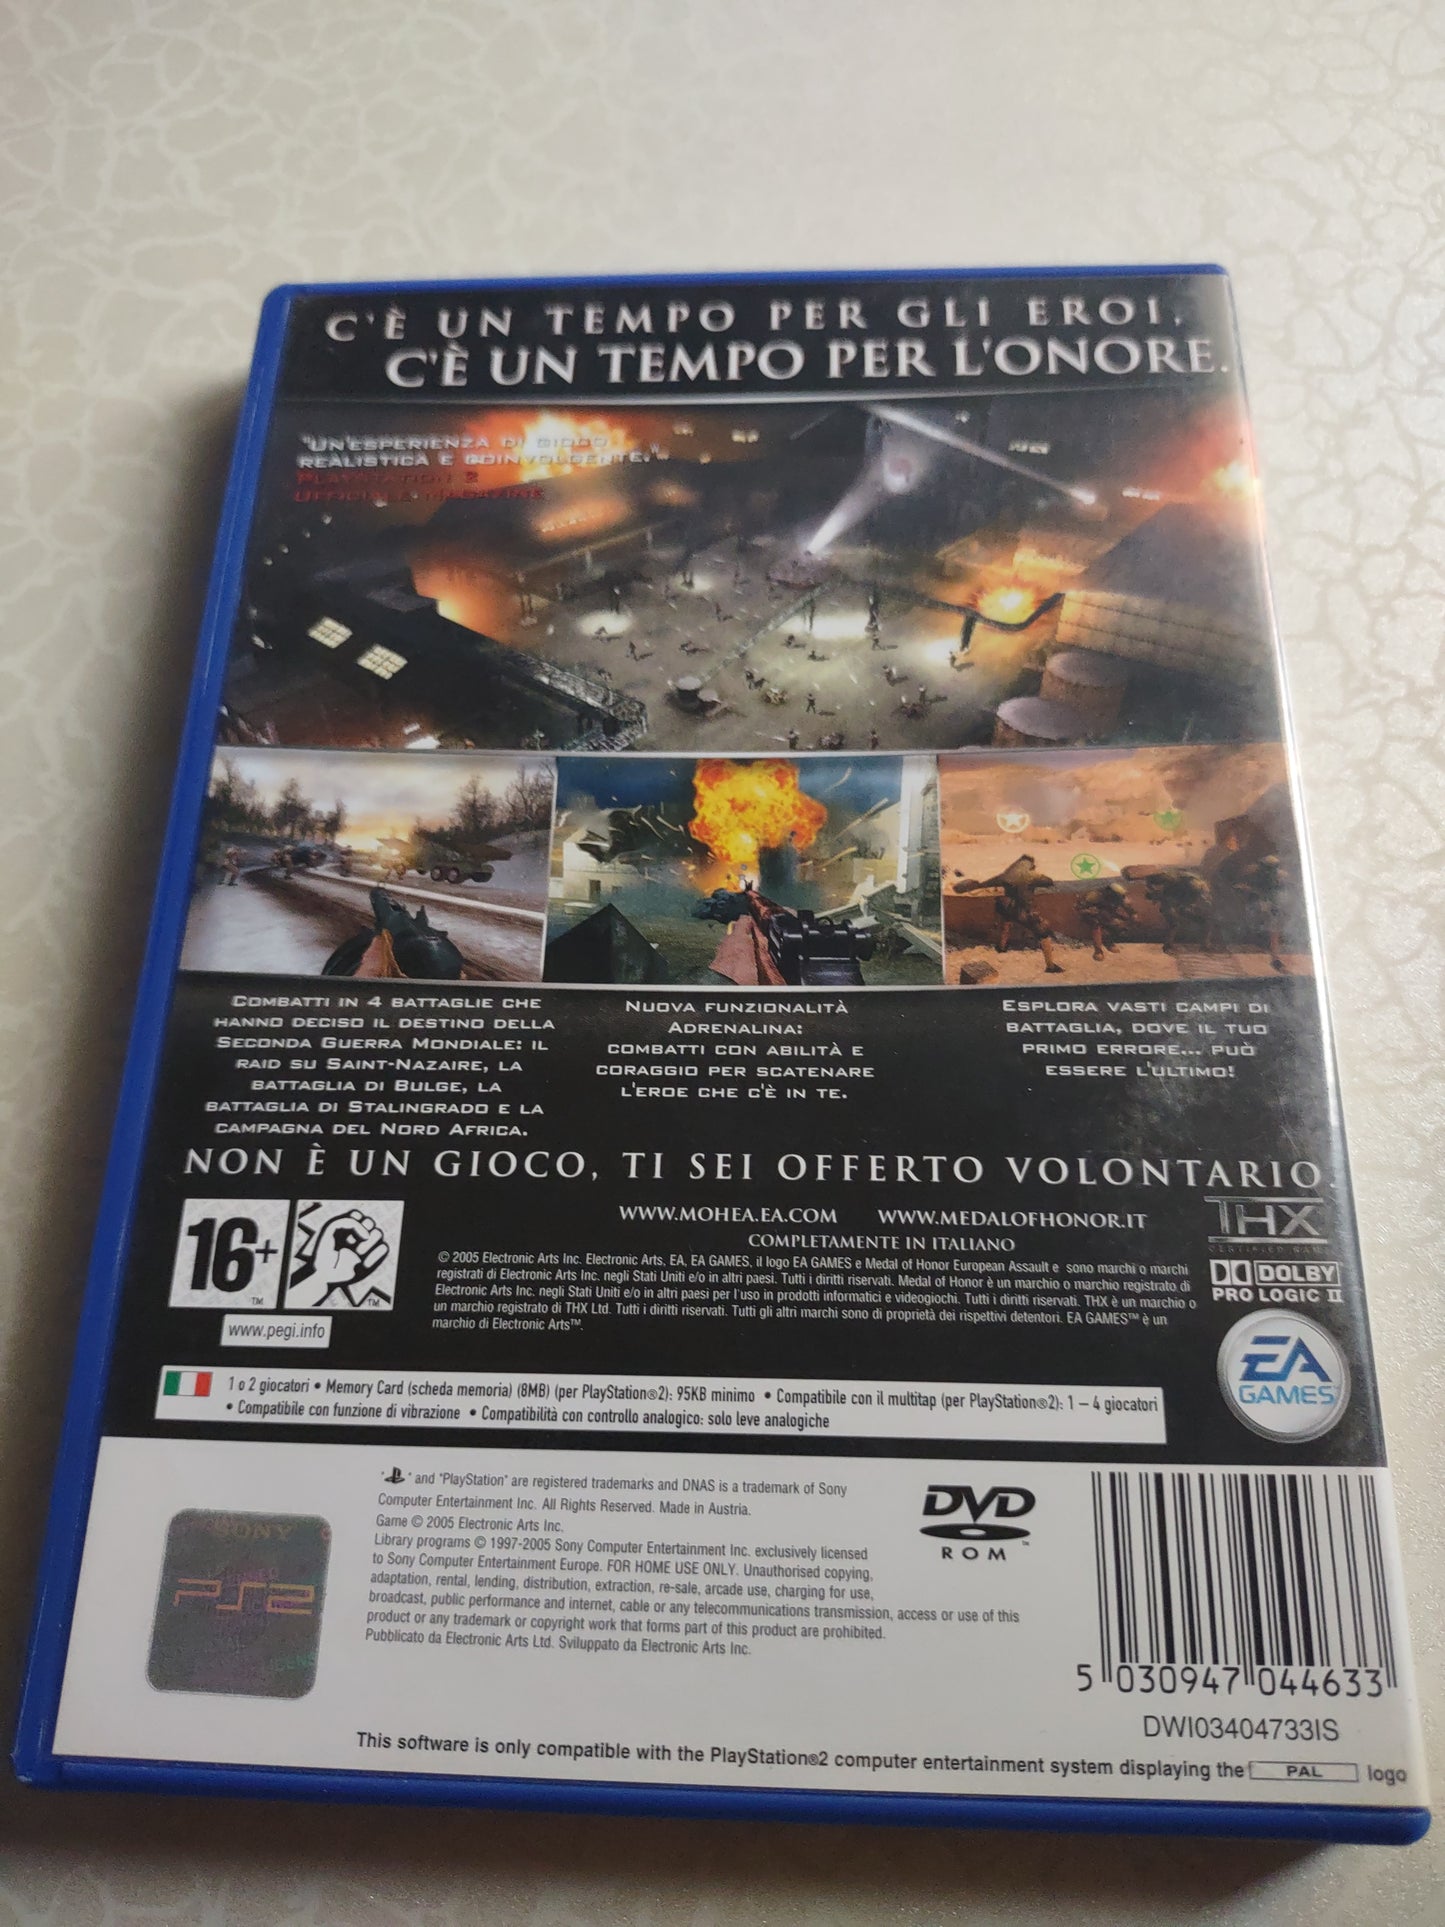 C'È UN TEMPO PER GLI EROI,
C'È UN TEMPO PER L'ONORE.
"UN'ESPERIENZA DI GIOCO
REALISTICA E COINVOLGENTE."
PLAYSTATION 2
UFFICIALE MAGAZINE
COMBATTI IN 4 BATTAGLIE CHE
HANNO DECISO IL DESTINO DELLA
SECONDA GUERRA MONDIALE: IL
RAID SU SAINT-NAZAIRE, LA
BATTAGLIA DI BULGE, LA
BATTAGLIA DI STALINGRADO E LA
CAMPAGNA DEL NORD AFRICA.
NUOVA FUNZIONALITÀ
ADRENALINA:
COMBATTI CON ABILITÀ E
CORAGGIO PER SCATENARE
L'EROE CHE C'È IN TE.
ESPLORA VASTI CAMPI DI
BATTAGLIA, DOVE IL TUO
PRIMO ERRORE... PUÒ
ESSERE L'ULTIMO!
NON È UN GIOCO, TI SEI OFFERTO VOLONTARIO.
16+
TM
TM
www.pegi.info
WWW.MOHEA.EA.COM WWW.MEDALOFHONOR.IT
COMPLETAMENTE IN ITALIANO
© 2005 Electronic Arts Inc. Electronic Arts, EA, EA GAMES, il logo EA GAMES e Medal of Honor European Assault e sono marchi o marchi
registrati di Electronic Arts Inc. negli Stati Uniti e/o in altri paesi. Tutti i diritti riservati. Medal of Honor è un marchio o marchio registrato di
Electronic Arts Inc. negli Stati Uniti e/o in altri paesi per l'uso in prodotti informatici e videogiochi. Tutti i diritti riservati. THX è un marchio o
un marchio registrato di THX Ltd. Tutti i diritti riservati. Tutti gli altri marchi sono di proprietà dei rispettivi detentori. EA GAMES™ è un
marchio di Electronic Arts™.
THX
CERTIFIED GAME
DOLBY
PRO LOGIC II
EA
GAMES™
1 o 2 giocatori • Memory Card (scheda memoria) (8MB) (per PlayStation®2): 95KB minimo • Compatibile con il multitap (per PlayStation®2): 1 – 4 giocatori
• Compatibile con funzione di vibrazione • Compatibilità con controllo analogico: solo leve analogiche
" " and "PlayStation" are registered trademarks and DNAS is a trademark of Sony
Computer Entertainment Inc. All Rights Reserved. Made in Austria.
Game © 2005 Electronic Arts Inc.
Library programs © 1997-2005 Sony Computer Entertainment Inc. exclusively licensed
to Sony Computer Entertainment Europe. FOR HOME USE ONLY. Unauthorised copying,
adaptation, rental, lending, distribution, extraction, re-sale, arcade use, charging for use,
broadcast, public performance and internet, cable or any telecommunications transmission, access or use of this
product or any trademark or copyright work that forms part of this product are prohibited.
Pubblicato da Electronic Arts Ltd. Sviluppato da Electronic Arts Inc.
SONY
PS2
DVD
ROM
5 030947 044633
DWI03404733IS
This software is only compatible with the PlayStation®2 computer entertainment system displaying the PAL logo